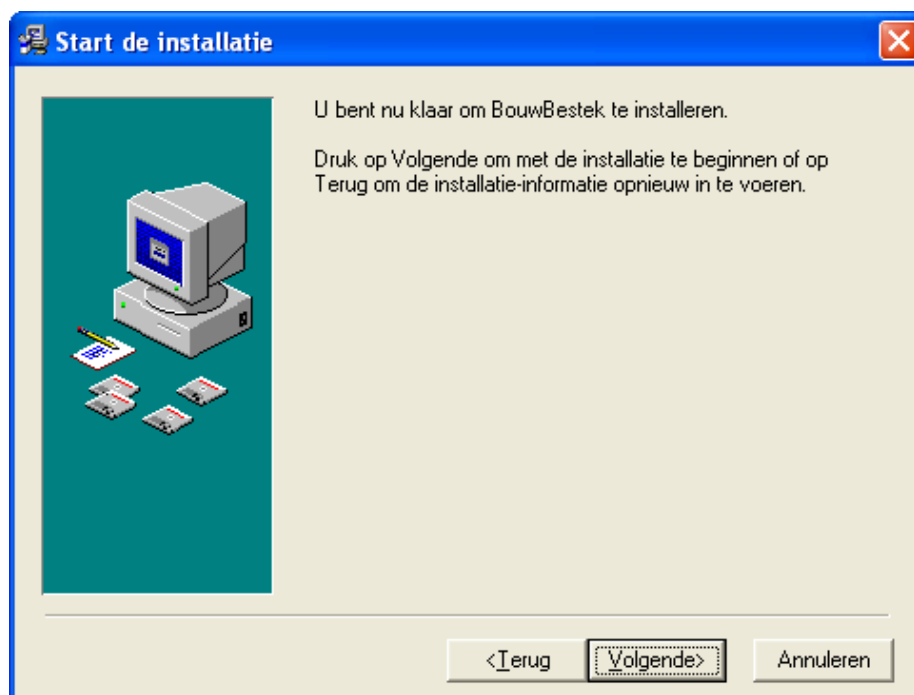 Start de installatie
U bent nu klaar om BouwBestek te installeren.
Druk op Volgende om met de installatie te beginnen of op
Terug om de installatie-informatie opnieuw in te voeren.
<Terug
Volgende>
Annuleren